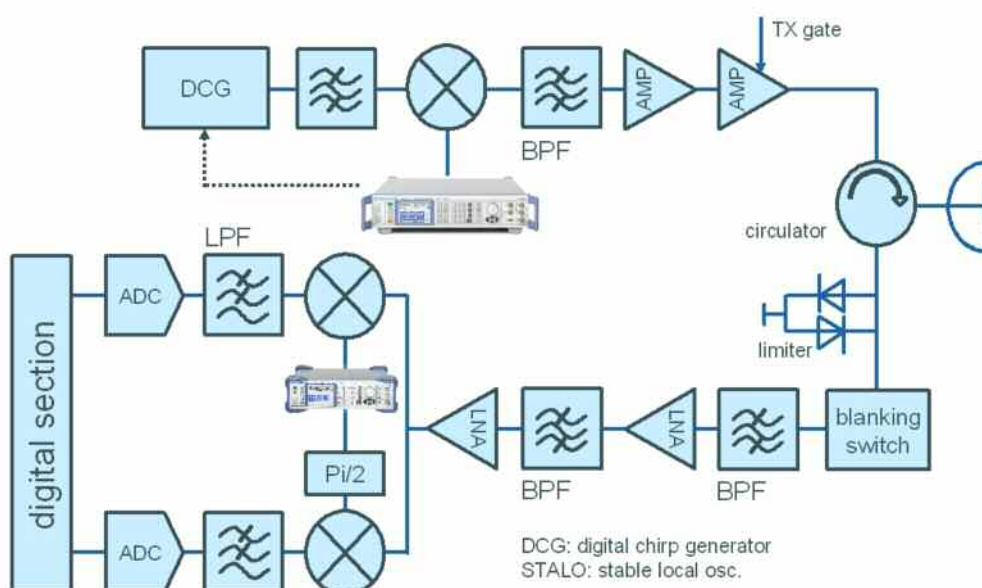 TX gate
DCG
AMP
AMP
BPF
circulator
LPF
ADC
limiter
digital section
LNA
LNA
blanking
switch
Pi/2
BPF
BPF
ADC
DCG: digital chirp generator
STALO: stable local osc.